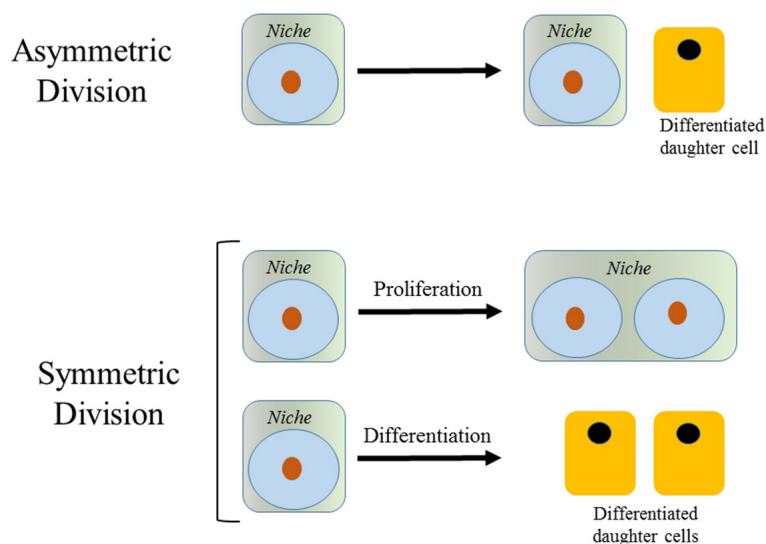 Asymmetric
Division
Niche
Niche
Differentiated
daughter cell
Symmetric
Division
Niche
Proliferation
Niche
Niche
Differentiation
Differentiated
daughter cells